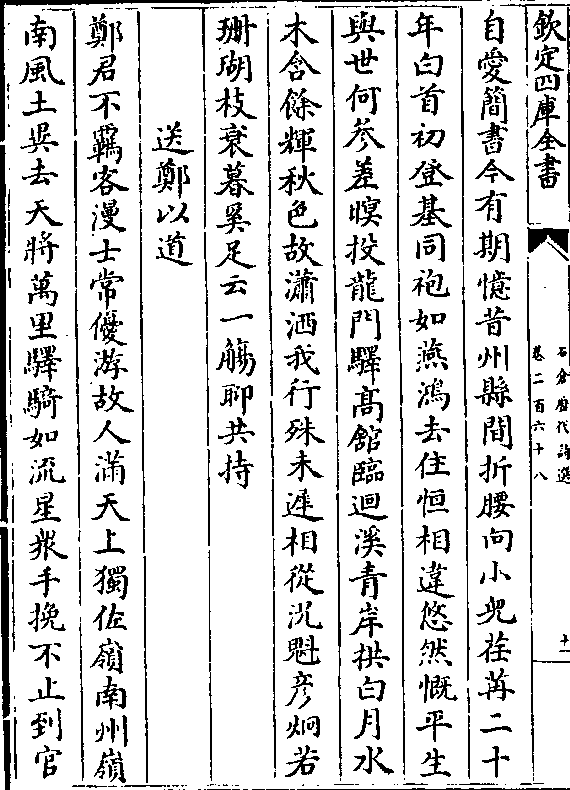 欽定四庫全書
石倉歷代詩選
卷二百六十八
十一
自愛簡書今有期憶昔州縣間折腰向小兒荏苒二十
年白首初登基同袍如燕鴻去住恒相違悠然慨平生
與世何參差暝投龍門驛髙舘臨迴溪青岸拱白月水
木含餘輝秋色故瀟洒我行殊未遲相從況魁彦炯若
珊瑚枝衰暮奚足云一觴聊共持
送鄭以道
鄭君不羈客漫士常優游故人滿天上獨佐嶺南州嶺
南風土異去天將萬里驛騎如流星衆手挽不止到官